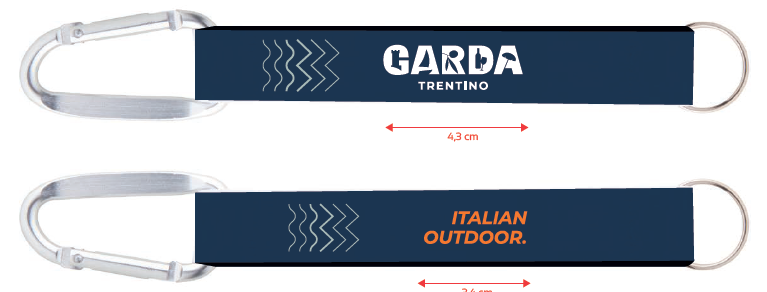 GARDA
TRENTINO
4,3 cm
ITALIAN
OUTDOOR.